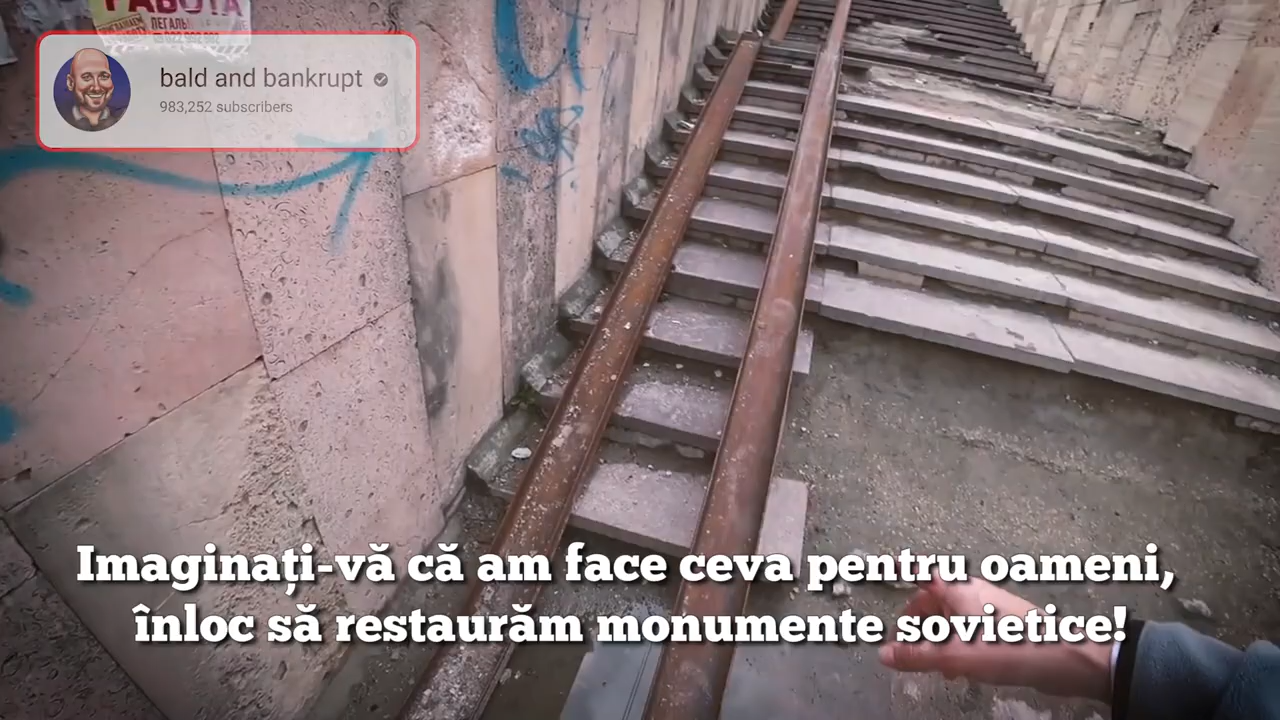 РАБОТА
bald and bankrupt
983,252 subscribers
Imaginați-vă că am face ceva pentru oameni,
înloc să restaurăm monumente sovietice!